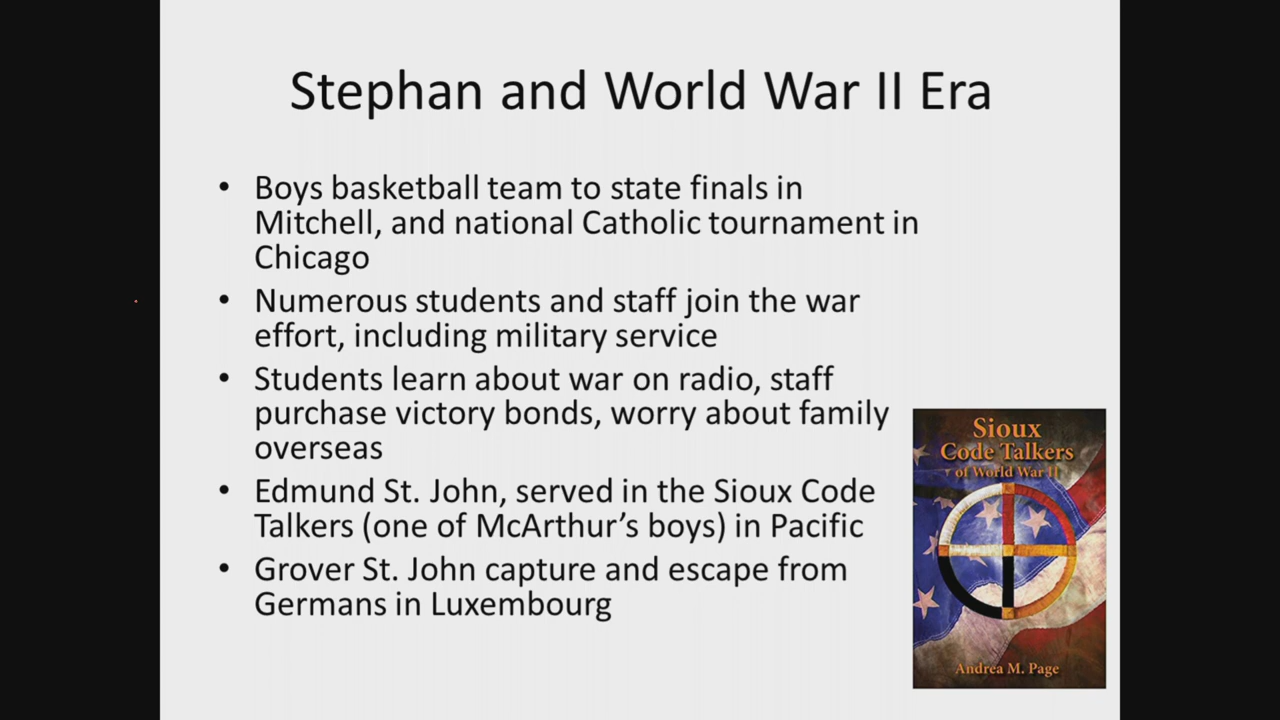 Stephan and World War II Era
• Boys basketball team to state finals in
Mitchell, and national Catholic tournament in
Chicago
• Numerous students and staff join the war
effort, including military service
• Students learn about war on radio, staff
purchase victory bonds, worry about family
overseas
• Edmund St. John, served in the Sioux Code
Talkers (one of McArthur’s boys) in Pacific
• Grover St. John capture and escape from
Germans in Luxembourg
Sioux
Code Talkers
of World War II
Andrea M. Page